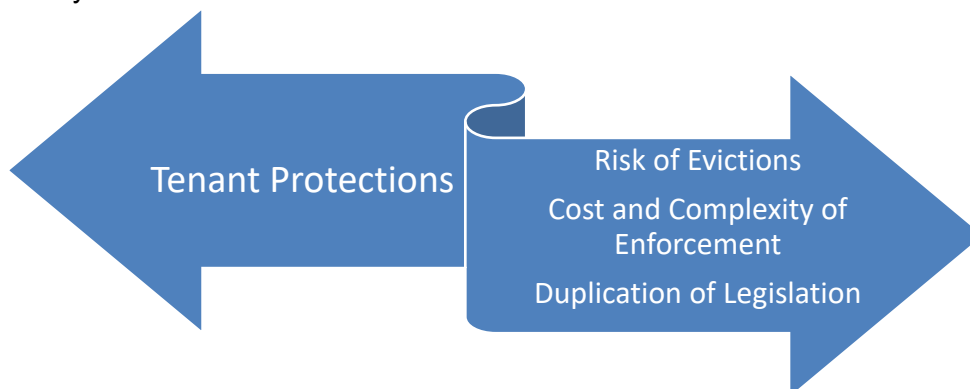 Tenant Protections
Risk of Evictions
Cost and Complexity of
Enforcement
Duplication of Legislation